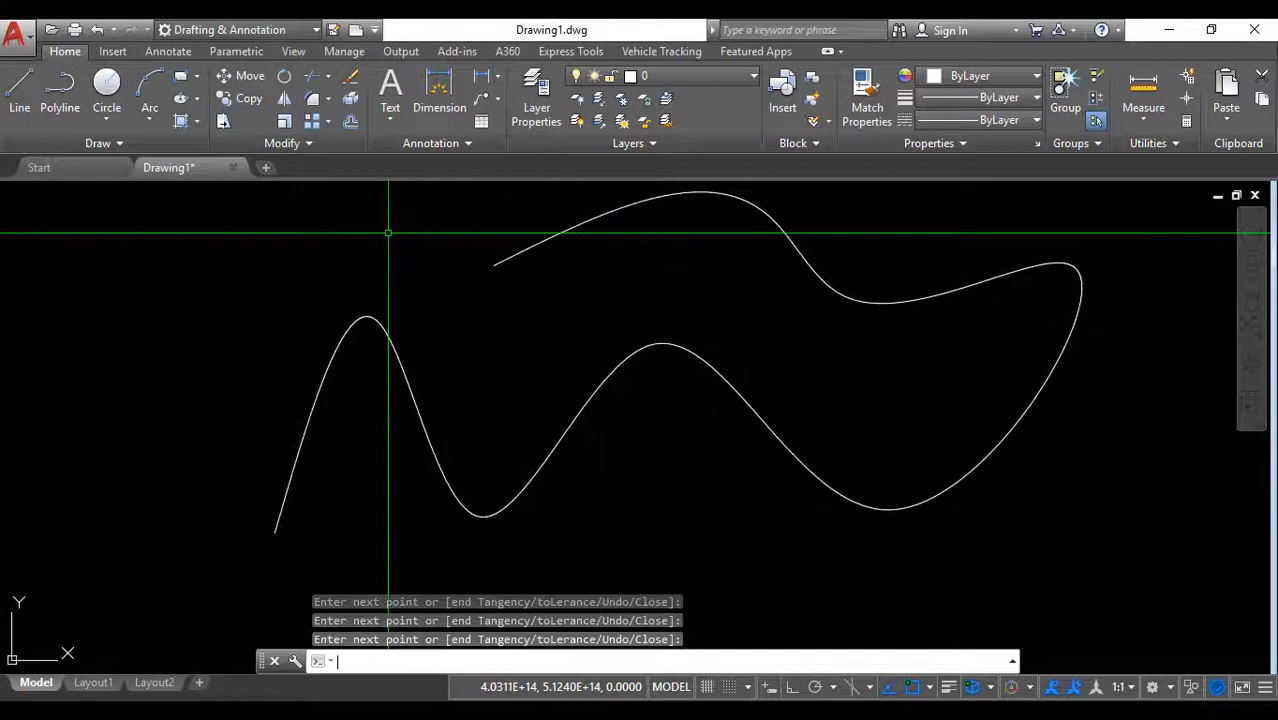 Drafting & Annotation
Drawing1.dwg
Type a keyword or phrase
Sign In
Home Insert Annotate Parametric View Manage Output Add-ins A360 Express Tools Vehicle Tracking Featured Apps
Move
0
ByLayer
Copy
ByLayer
Line Polyline Circle Arc Text Dimension Layer Properties Insert Match Properties ByLayer Group Measure Paste
Draw Modify Annotation Layers Block Properties Groups Utilities Clipboard
Start Drawing1*
Y
X
Enter next point or [end Tangency/toLerance/Undo/Close]:
Enter next point or [end Tangency/toLerance/Undo/Close]:
Enter next point or [end Tangency/toLerance/Undo/Close]:
Model Layout1 Layout2 4.0311E+14, 5.1240E+14, 0.0000 MODEL 1:1